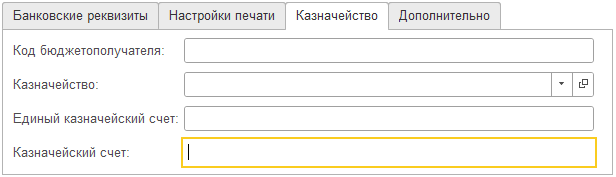 Банковские реквизиты Настройки печати Казначейство Дополнительно
Код бюджетополучателя:
Казначейство:
Единый казначейский счет:
Казначейский счет: